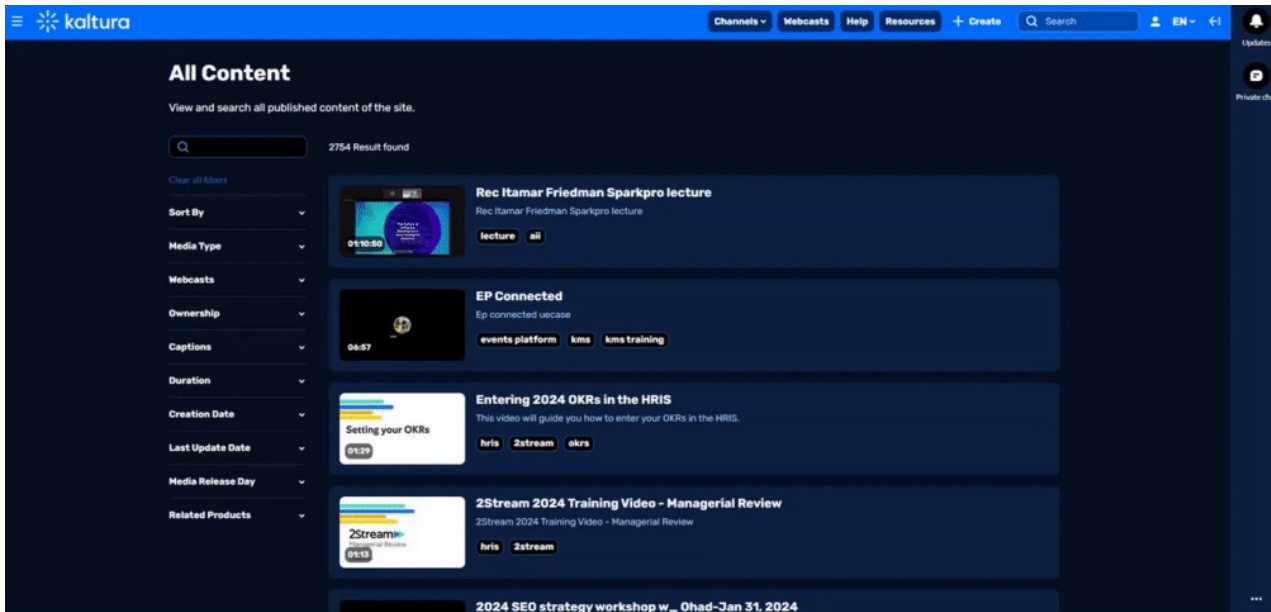 kaltura
Channels
Webcasts
Help
Resources
+ Create
Search
EN
Updates
Private ch
All Content
View and search all published content of the site.
2754 Result found
Clear all filters
Sort By
Media Type
Webcasts
Ownership
Captions
Duration
Creation Date
Last Update Date
Media Release Day
Related Products
01:10:50
Rec Itamar Friedman Sparkpro lecture
Rec Itamar Friedman Sparkpro lecture
lecture aii
06:57
EP Connected
Ep connected uecase
events platform kms kms training
Setting your OKRs
01:29
Entering 2024 OKRs in the HRIS
This video will guide you how to enter your OKRs in the HRIS.
hris 2stream okrs
2Stream
Managerial Review
01:13
2Stream 2024 Training Video - Managerial Review
2Stream 2024 Training Video - Managerial Review
hris 2stream
2024 SEO strategy workshop w_ Ohad-Jan 31, 2024